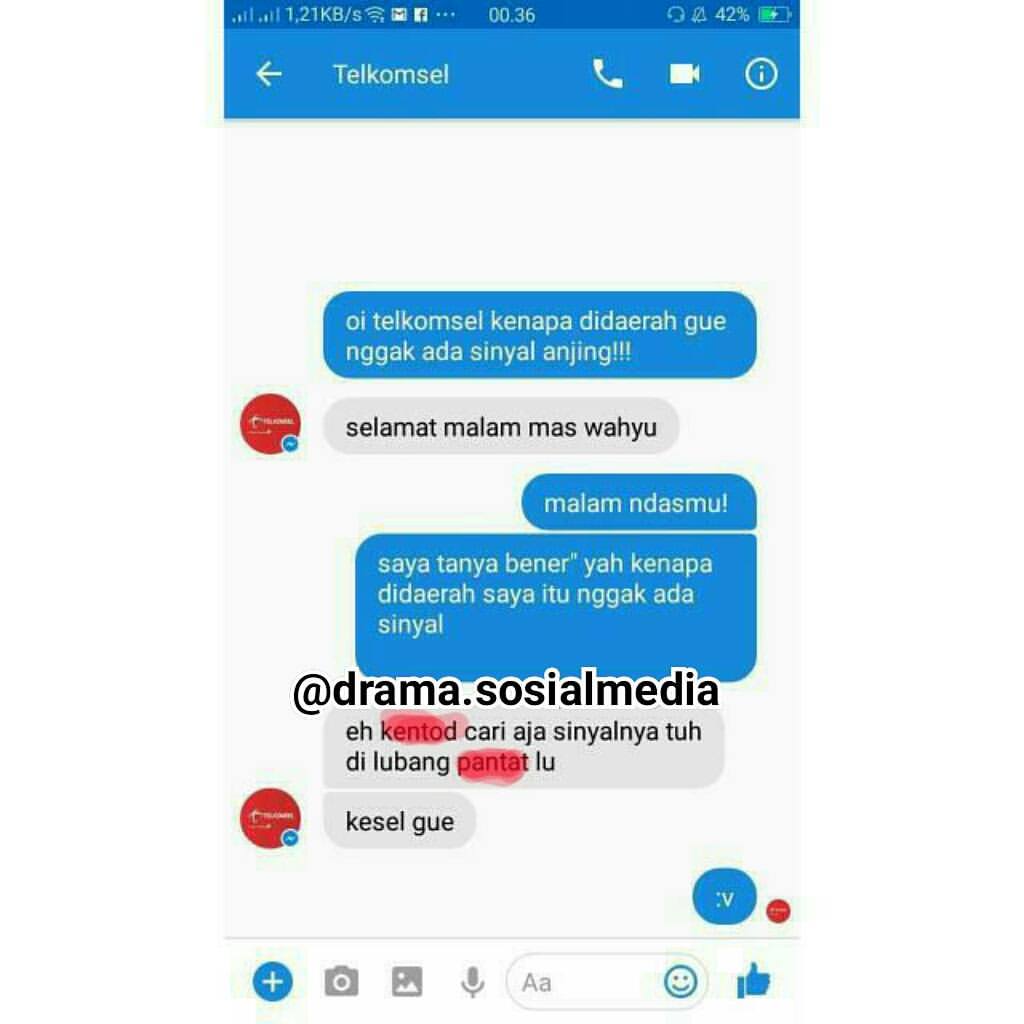 1,21KB/s 00.36 42%
Telkomsel
oi telkomsel kenapa didaerah gue
nggak ada sinyal anjing!!!
selamat malam mas wahyu
malam ndasmu!
saya tanya bener" yah kenapa
didaerah saya itu nggak ada
sinyal
@drama.sosialmedia
eh kentod cari aja sinyalnya tuh
di lubang pantat lu
kesel gue
:v
Aa